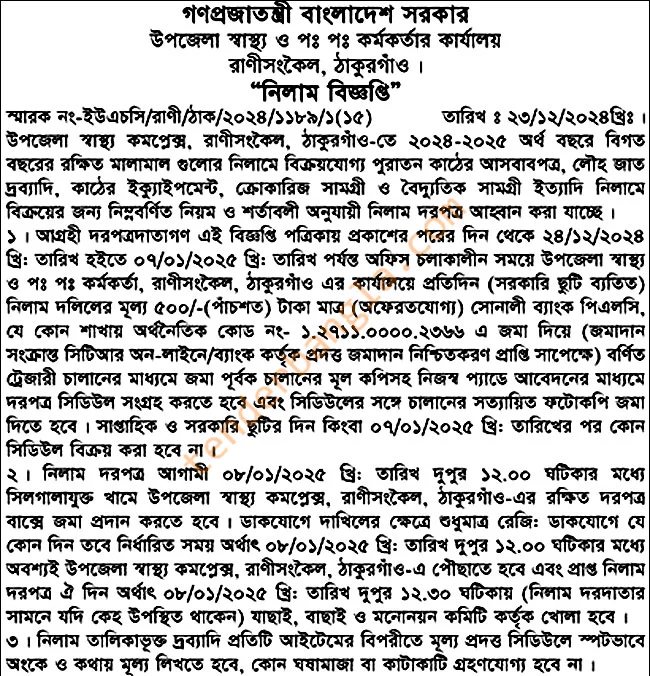 গণপ্রজাতন্ত্রী বাংলাদেশ সরকার
উপজেলা স্বাস্থ্য ও পঃ পঃ কর্মকর্তার কার্যালয়
রাণীসংকৈল, ঠাকুরগাঁও ।
“নিলাম বিজ্ঞপ্তি”
স্মারক নং-ইউএচসি/রাণী/ঠাক/২০২৪/১১৮৯/১(১৫) তারিখ ঃ ২৩/১২/২০২৪খ্রিঃ ।
উপজেলা স্বাস্থ্য কমপ্লেক্স, রাণীসংকৈল, ঠাকুরগাঁও-তে ২০২৪-২০২৫ অর্থ বছরে বিগত
বছরের রক্ষিত মালামাল গুলোর নিলামে বিক্রয়যোগ্য পুরাতন কাঠের আসবাবপত্র, লৌহ জাত
দ্রব্যাদি, কাঠের ইক্যুাইপমেন্ট, ক্রোকারিজ সামগ্রী ও বৈদ্যুতিক সামগ্রী ইত্যাদি নিলামে
বিক্রয়ের জন্য নিম্নবর্ণিত নিয়ম ও শর্তাবলী অনুযায়ী নিলাম দরপত্র আহ্বান করা যাচ্ছে ।
১ । আগ্রহী দরপত্রদাতাগণ এই বিজ্ঞপ্তি পত্রিকায় প্রকাশের পরের দিন থেকে ২৪/১২/২০২৪
খ্রি: তারিখ হইতে ০৭/০১/২০২৫ খ্রি: তারিখ পর্যন্ত অফিস চলাকালীন সময়ে উপজেলা স্বাস্থ্য
ও পঃ পঃ কর্মকর্তা, রাণীসংকৈল, ঠাকুরগাঁও এর কার্যালয়ে প্রতিদিন (সরকারি ছুটি ব্যতিত)
নিলাম দলিলের মূল্য ৫০০/-(পাঁচশত) টাকা মাত্র (অফেরতযোগ্য) সোনালী ব্যাংক পিএলসি,
যে কোন শাখায় অর্থনৈতিক কোড নং- ১.২৭১১.০০০০.২৩৬৬ এ জমা দিয়ে (জমাদান
সংক্রান্ত সিটিআর অন-লাইনে/ব্যাংক কর্তৃক প্রদত্ত জমাদান নিশ্চিতকরণ প্রাপ্তি সাপেক্ষে) বর্ণিত
ট্রেজারী চালানের মাধ্যমে জমা পূর্বক চালানের মূল কপিসহ নিজস্ব প্যাডে আবেদনের মাধ্যমে
দরপত্র সিডিউল সংগ্রহ করতে হবে এবং সিডিউলের সঙ্গে চালানের সত্যায়িত ফটোকপি জমা
দিতে হবে । সাপ্তাহিক ও সরকারি ছুটির দিন কিংবা ০৭/০১/২০২৫ খ্রি: তারিখের পর কোন
সিডিউল বিক্রয় করা হবে না ।
২ । নিলাম দরপত্র আগামী ০৮/০১/২০২৫ খ্রি: তারিখ দুপুর ১২.০০ ঘটিকার মধ্যে
সিলগালাযুক্ত খামে উপজেলা স্বাস্থ্য কমপ্লেক্স, রাণীসংকৈল, ঠাকুরগাঁও-এর রক্ষিত দরপত্র
বাক্সে জমা প্রদান করতে হবে । ডাকযোগে দাখিলের ক্ষেত্রে শুধুমাত্র রেজি: ডাকযোগে যে
কোন দিন তবে নির্ধারিত সময় অর্থাৎ ০৮/০১/২০২৫ খ্রি: তারিখ দুপুর ১২.০০ ঘটিকার মধ্যে
অবশ্যই উপজেলা স্বাস্থ্য কমপ্লেক্স, রাণীসংকৈল, ঠাকুরগাঁও-এ পৌছাতে হবে এবং প্রাপ্ত নিলাম
দরপত্র ঐ দিন অর্থাৎ ০৮/০১/২০২৫ খ্রি: তারিখ দুপুর ১২.৩০ ঘটিকায় (নিলাম দরদাতার
সামনে যদি কেহ উপস্থিত থাকেন) যাছাই, বাছাই ও মনোনয়ন কমিটি কর্তৃক খোলা হবে ।
৩ । নিলাম তালিকাভূক্ত দ্রব্যাদি প্রতিটি আইটেমের বিপরীতে মূল্য প্রদত্ত সিডিউলে স্পটভাবে
অংকে ও কথায় মূল্য লিখতে হবে, কোন ঘষামাজা বা কাটাকাটি গ্রহণযোগ্য হবে না ।
tenderbangla.com